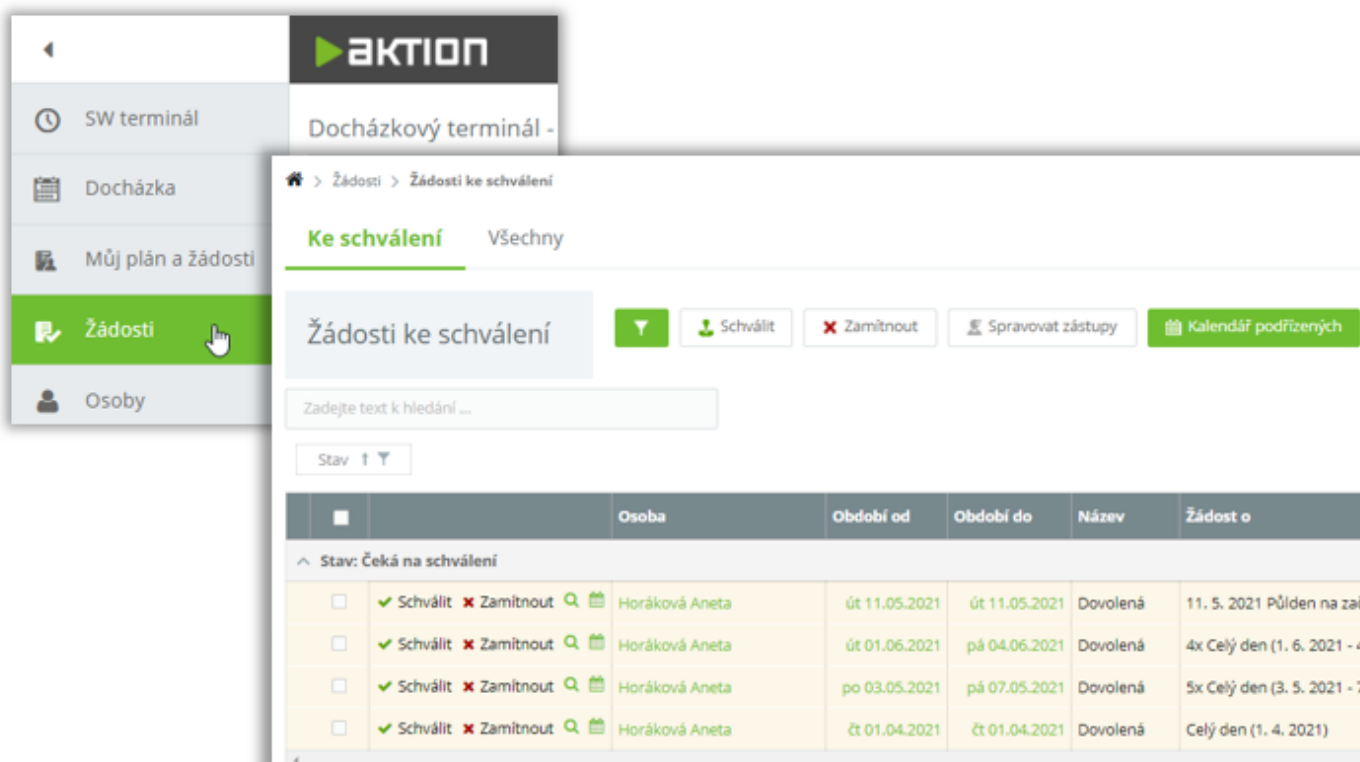 aktion
SW terminál
Docházkový terminál -
Docházka
Můj plán a žádosti
Žádosti
Osoby
> Žádosti > Žádosti ke schválení
Ke schválení Všechny
Žádosti ke schválení Schválit Zamítnout Spravovat zástupy Kalendář podřízených
Zadejte text k hledání ...
Stav
Osoba Období od Období do Název Žádost o
Stav: Čeká na schválení
Schválit Zamítnout Horáková Aneta út 11.05.2021 út 11.05.2021 Dovolená 11. 5. 2021 Půlden na
Schválit Zamítnout Horáková Aneta út 01.06.2021 pá 04.06.2021 Dovolená 4x Celý den (1. 6. 2021 - 4
Schválit Zamítnout Horáková Aneta po 03.05.2021 pá 07.05.2021 Dovolená 5x Celý den (3. 5. 2021 - 7
Schválit Zamítnout Horáková Aneta čt 01.04.2021 čt 01.04.2021 Dovolená Celý den (1. 4. 2021)